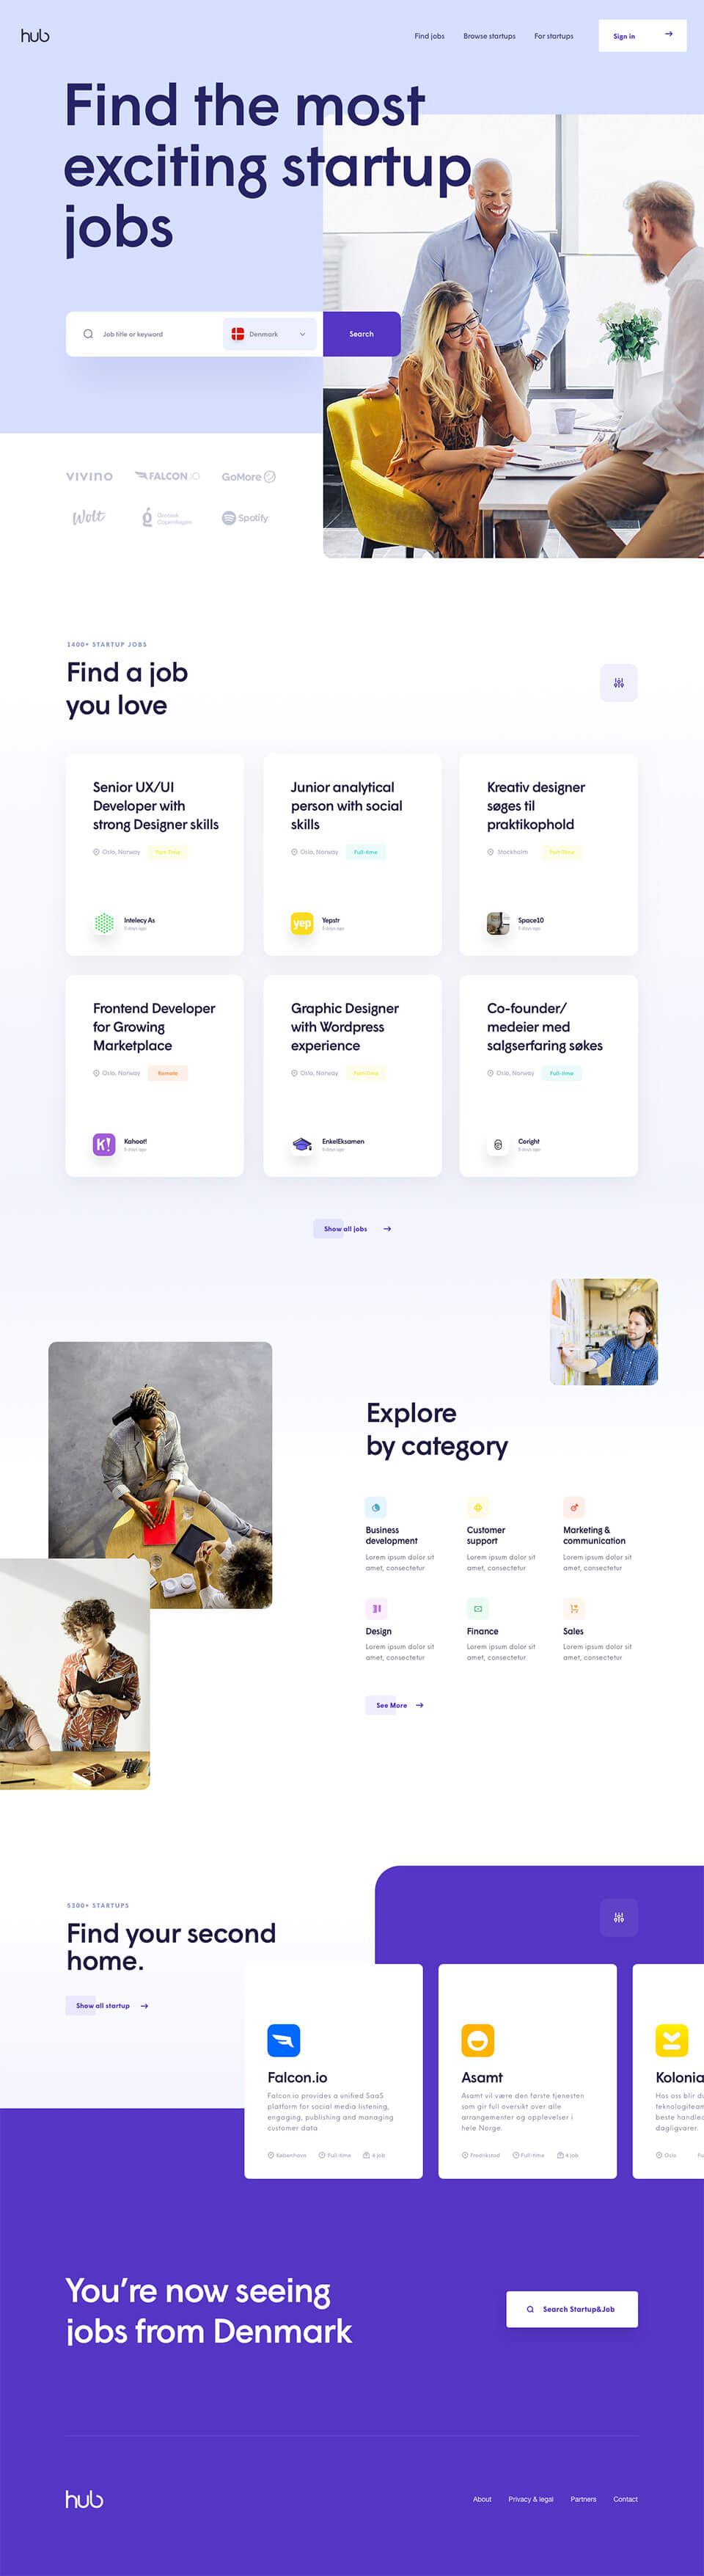 hub
Find jobs
Browse startups
For startups
Sign in
Find the most
exciting startup
jobs
Job title or keyword
Denmark
Search
VIVINO
FALCON.IO
GoMore
Wolt
Copenhagen
Spotify
1400+ STARTUP JOBS
Find a job
you love
Senior UX/UI
Developer with
strong Designer skills
Oslo, Norway
Part-Time
Intelecy As
5 days ago
Junior analytical
person with social
skills
Oslo, Norway
Full-time
yep
Yepstr
5 days ago
Kreativ designer
søges til
praktikophold
Stockholm
Part-Time
Space10
5 days ago
Frontend Developer
for Growing
Marketplace
Oslo, Norway
Remote
K!
Kahoot!
5 days ago
Graphic Designer
with Wordpress
experience
Oslo, Norway
Part-Time
EnkelEksamen
5 days ago
Co-founder/
medeier med
salgserfaring søkes
Oslo, Norway
Full-time
Coright
5 days ago
Show all jobs
Explore
by category
Business
development
Lorem ipsum dolor sit
amet, consectetur
Customer
support
Lorem ipsum dolor sit
amet, consectetur
Marketing &
communication
Lorem ipsum dolor sit
amet, consectetur
Design
Lorem ipsum dolor sit
amet, consectetur
Finance
Lorem ipsum dolor sit
amet, consectetur
Sales
Lorem ipsum dolor sit
amet, consectetur
See More
5300+ STARTUPS
Find your second
home.
Show all startup
Falcon.io
Falcon.io provides a unified SaaS
platform for social media listening,
engaging, publishing and managing
customer data
København
Full-time
4 job
Asamt
Asamt vil være den første tjenesten
som gir full oversikt over alle
arrangementer og opplevelser i
hele Norge.
Fredrikstad
Full-time
4 job
Kolonia
Hos oss blir du
teknologiteam
beste handle
dagligvarer.
Oslo
Fu
You’re now seeing
jobs from Denmark
Search Startup&Job
hub
About
Privacy & legal
Partners
Contact